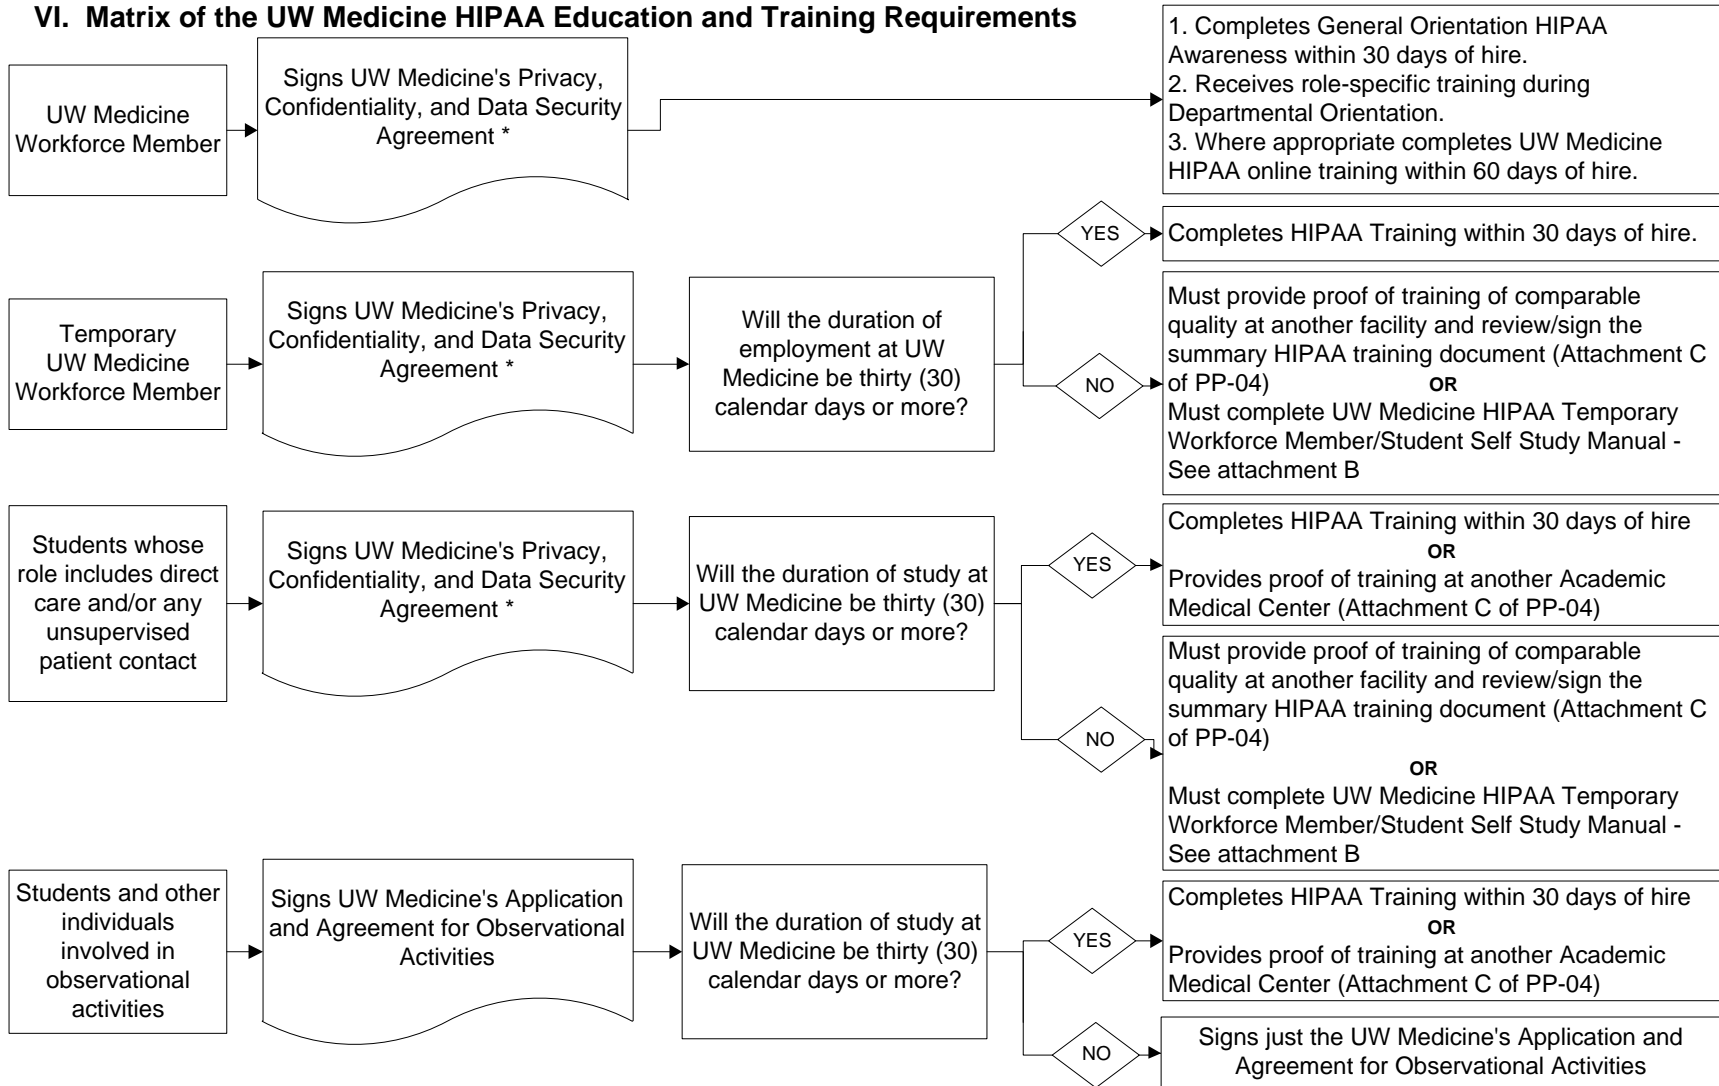 VI. Matrix of the UW Medicine HIPAA Education and Training Requirements
UW Medicine
Workforce Member
Signs UW Medicine's Privacy,
Confidentiality, and Data Security
Agreement *
1. Completes General Orientation HIPAA
Awareness within 30 days of hire.
2. Receives role-specific training during
Departmental Orientation.
3. Where appropriate completes UW Medicine
HIPAA online training within 60 days of hire.
Temporary
UW Medicine
Workforce Member
Signs UW Medicine's Privacy,
Confidentiality, and Data Security
Agreement *
Will the duration of
employment at UW
Medicine be thirty (30)
calendar days or more?
YES
Completes HIPAA Training within 30 days of hire.
NO
Must provide proof of training of comparable
quality at another facility and review/sign the
summary HIPAA training document (Attachment C
of PP-04) OR
Must complete UW Medicine HIPAA Temporary
Workforce Member/Student Self Study Manual -
See attachment B
Students whose
role includes direct
care and/or any
unsupervised
patient contact
Signs UW Medicine's Privacy,
Confidentiality, and Data Security
Agreement *
Will the duration of study at
UW Medicine be thirty (30)
calendar days or more?
YES
Completes HIPAA Training within 30 days of hire
OR
Provides proof of training at another Academic
Medical Center (Attachment C of PP-04)
NO
Must provide proof of training of comparable
quality at another facility and review/sign the
summary HIPAA training document (Attachment C
of PP-04)
OR
Must complete UW Medicine HIPAA Temporary
Workforce Member/Student Self Study Manual -
See attachment B
Students and other
individuals
involved in
observational
activities
Signs UW Medicine's Application
and Agreement for Observational
Activities
Will the duration of study at
UW Medicine be thirty (30)
calendar days or more?
YES
Completes HIPAA Training within 30 days of hire
OR
Provides proof of training at another Academic
Medical Center (Attachment C of PP-04)
NO
Signs just the UW Medicine's Application and
Agreement for Observational Activities